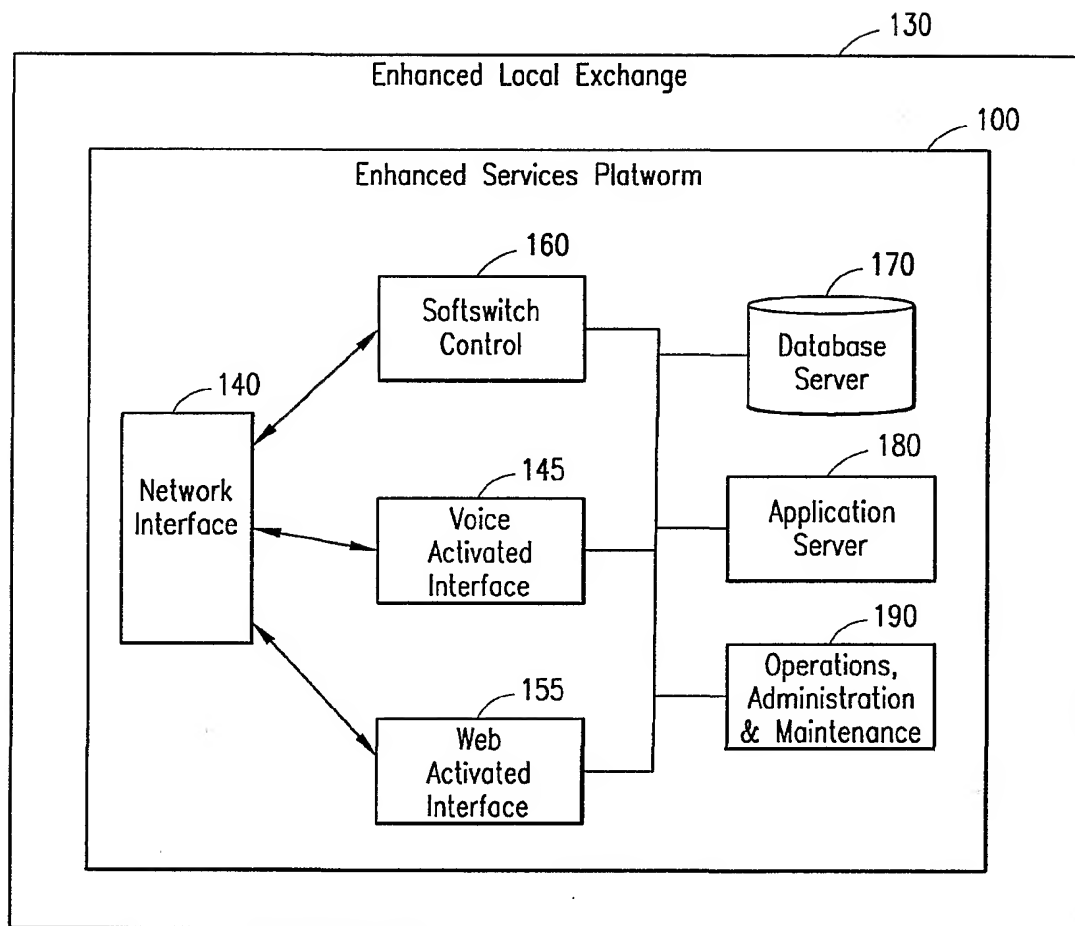 130
Enhanced Local Exchange
100
Enhanced Services Platworm
160
Softswitch
Control
170
Database
Server
140
Network
Interface
145
Voice
Activated
Interface
180
Application
Server
190
Operations,
Administration
& Maintenance
155
Web
Activated
Interface